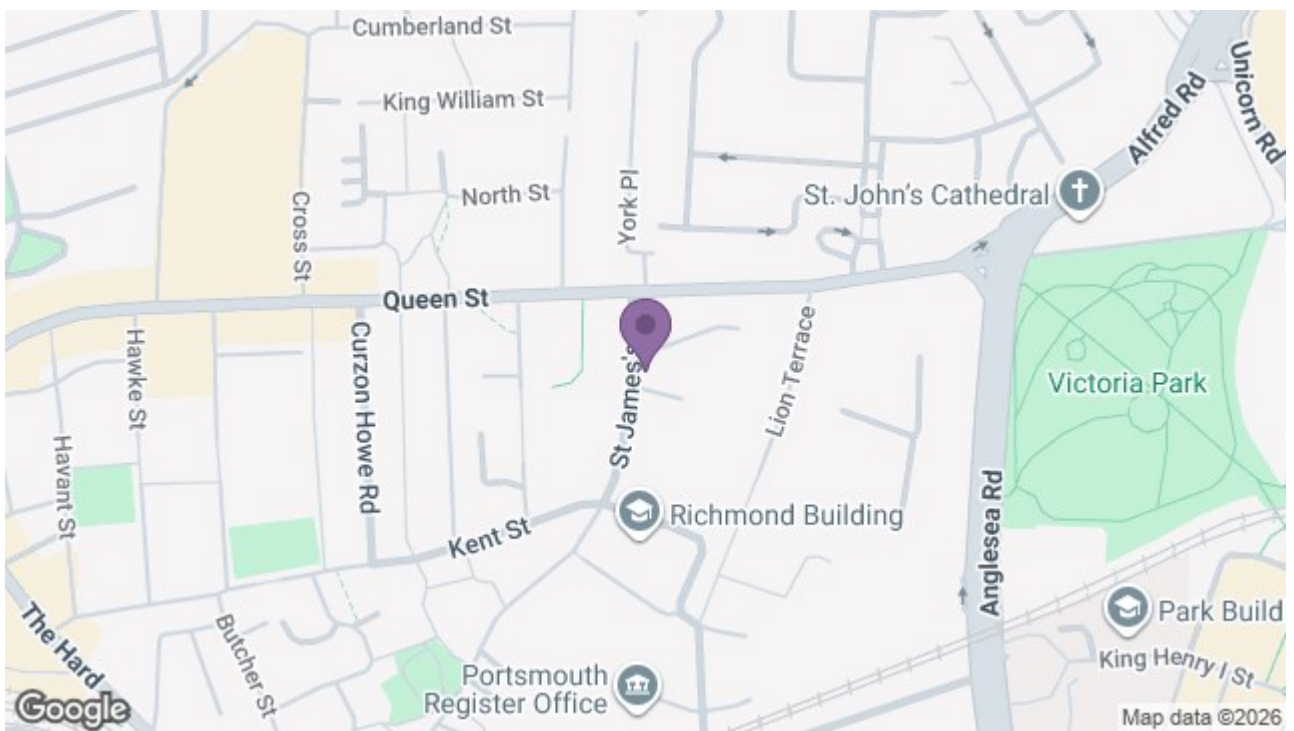 Cumberland St
King William St
North St
Cross St
York Pl
Unicorn Rd
Alfred Rd
St. John's Cathedral
Queen St
Hawke St
Curzon Howe Rd
St James's
Lion Terrace
Victoria Park
Havant St
Kent St
Richmond Building
Anglesea Rd
The Hard
Butcher St
Portsmouth
Register Office
Park Build
King Henry I St
Google
Map data ©2026